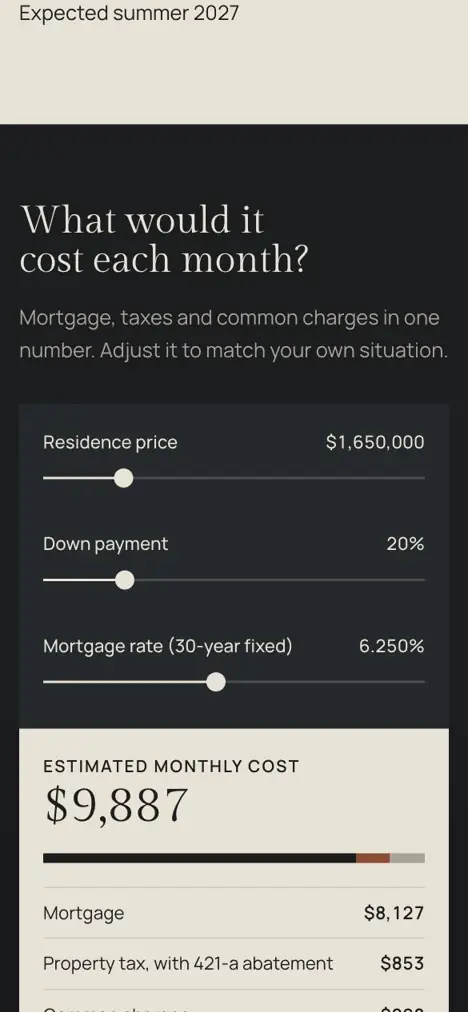 Expected summer 2027
What would it
cost each month?
Mortgage, taxes and common charges in one
number. Adjust it to match your own situation.
Residence price $1,650,000
Down payment 20%
Mortgage rate (30-year fixed) 6.250%
ESTIMATED MONTHLY COST
$9,887
Mortgage $8,127
Property tax, with 421-a abatement $853